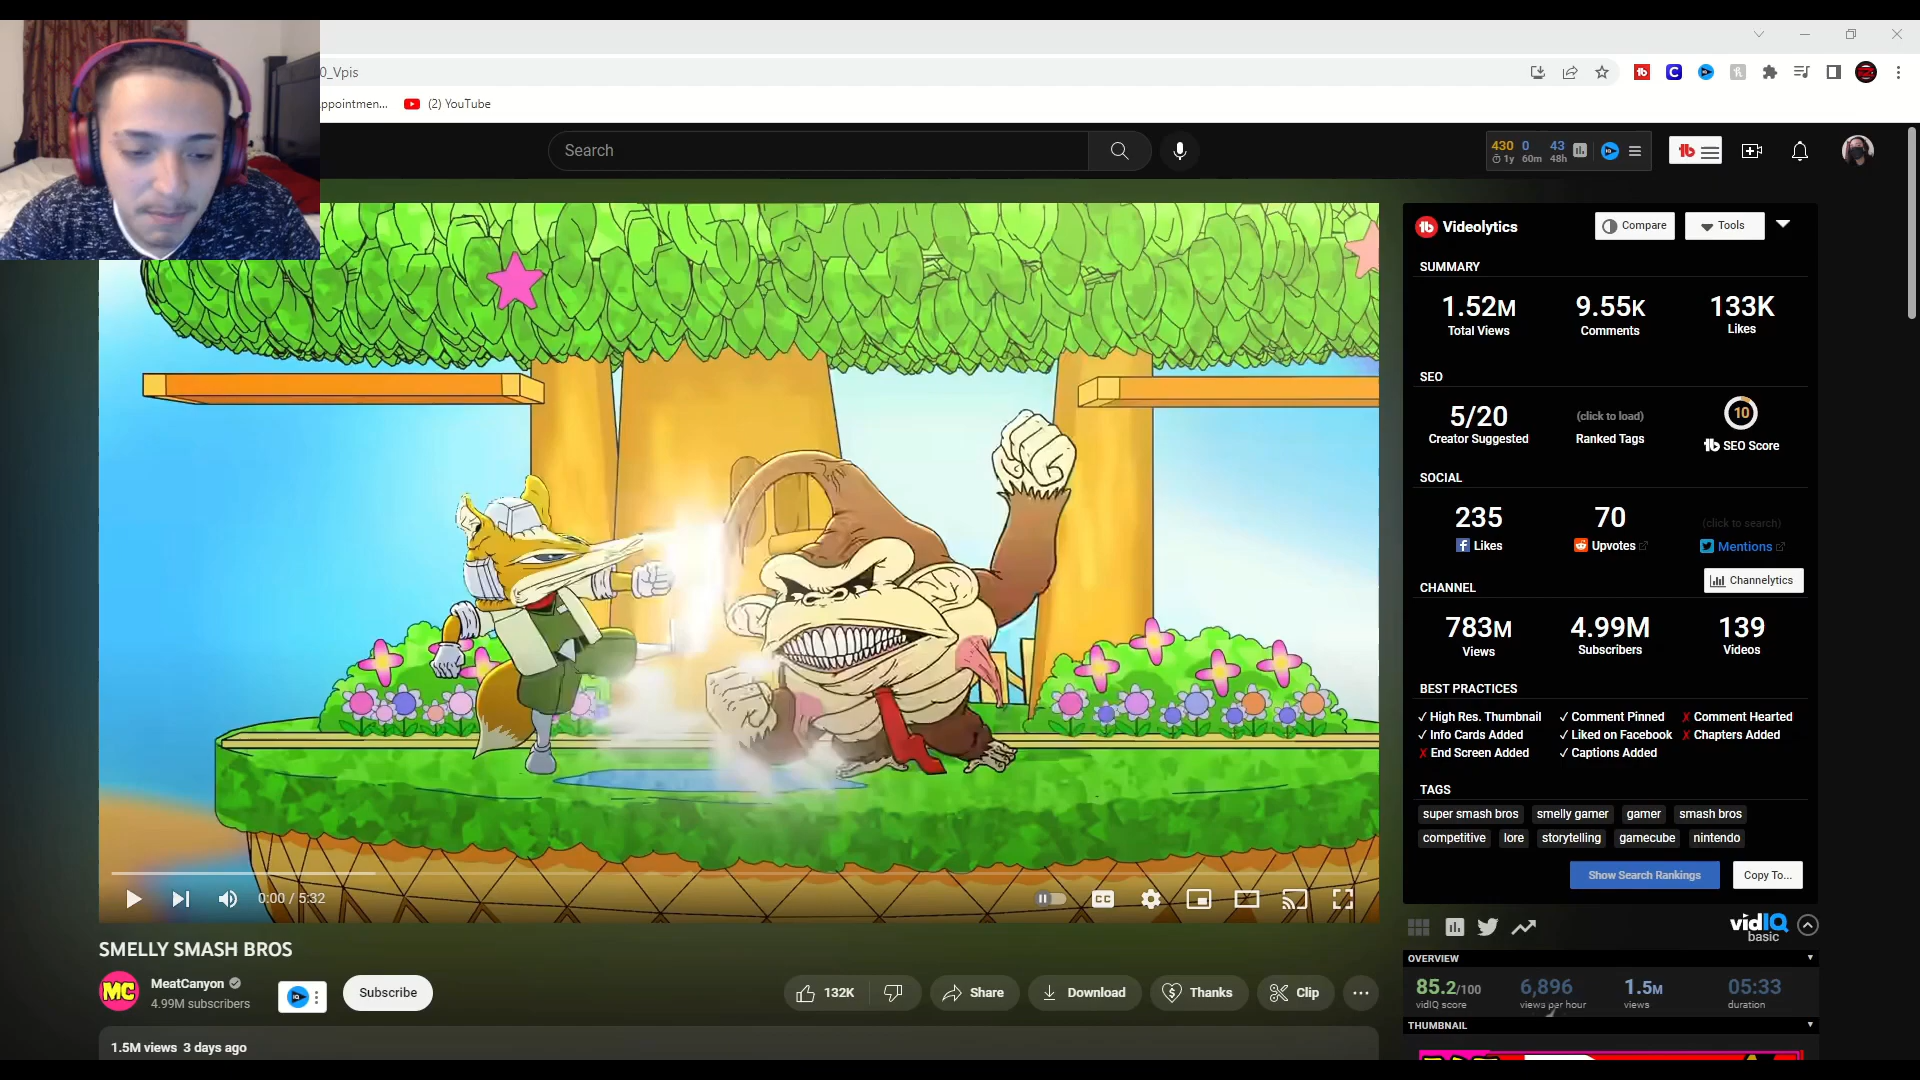 0_Vpis
ppointmen...
(2) YouTube
Search
430 0 43
1y 60m 48h
Videolytics
Compare
Tools
SUMMARY
1.52M 9.55K 133K
Total Views Comments Likes
SEO
5/20 (click to load) 10
Creator Suggested Ranked Tags tb SEO Score
SOCIAL
235 70 (click to search)
Likes Upvotes Mentions
CHANNEL
Channelytics
783M 4.99M 139
Views Subscribers Videos
BEST PRACTICES
✓ High Res. Thumbnail ✓ Comment Pinned ✗ Comment Hearted
✓ Info Cards Added ✓ Liked on Facebook ✗ Chapters Added
✗ End Screen Added ✓ Captions Added
TAGS
super smash bros smelly gamer gamer smash bros
competitive lore storytelling gamecube nintendo
Show Search Rankings
Copy To...
0:00 / 5:32
CC
SMELLY SMASH BROS
MC
MeatCanyon
4.99M subscribers
Subscribe
132K
Share
Download
Thanks
Clip
1.5M views 3 days ago
vidIQ
basic
OVERVIEW
85.2/100 6,896 1.5M 05:33
vidIQ score views per hour views duration
THUMBNAIL